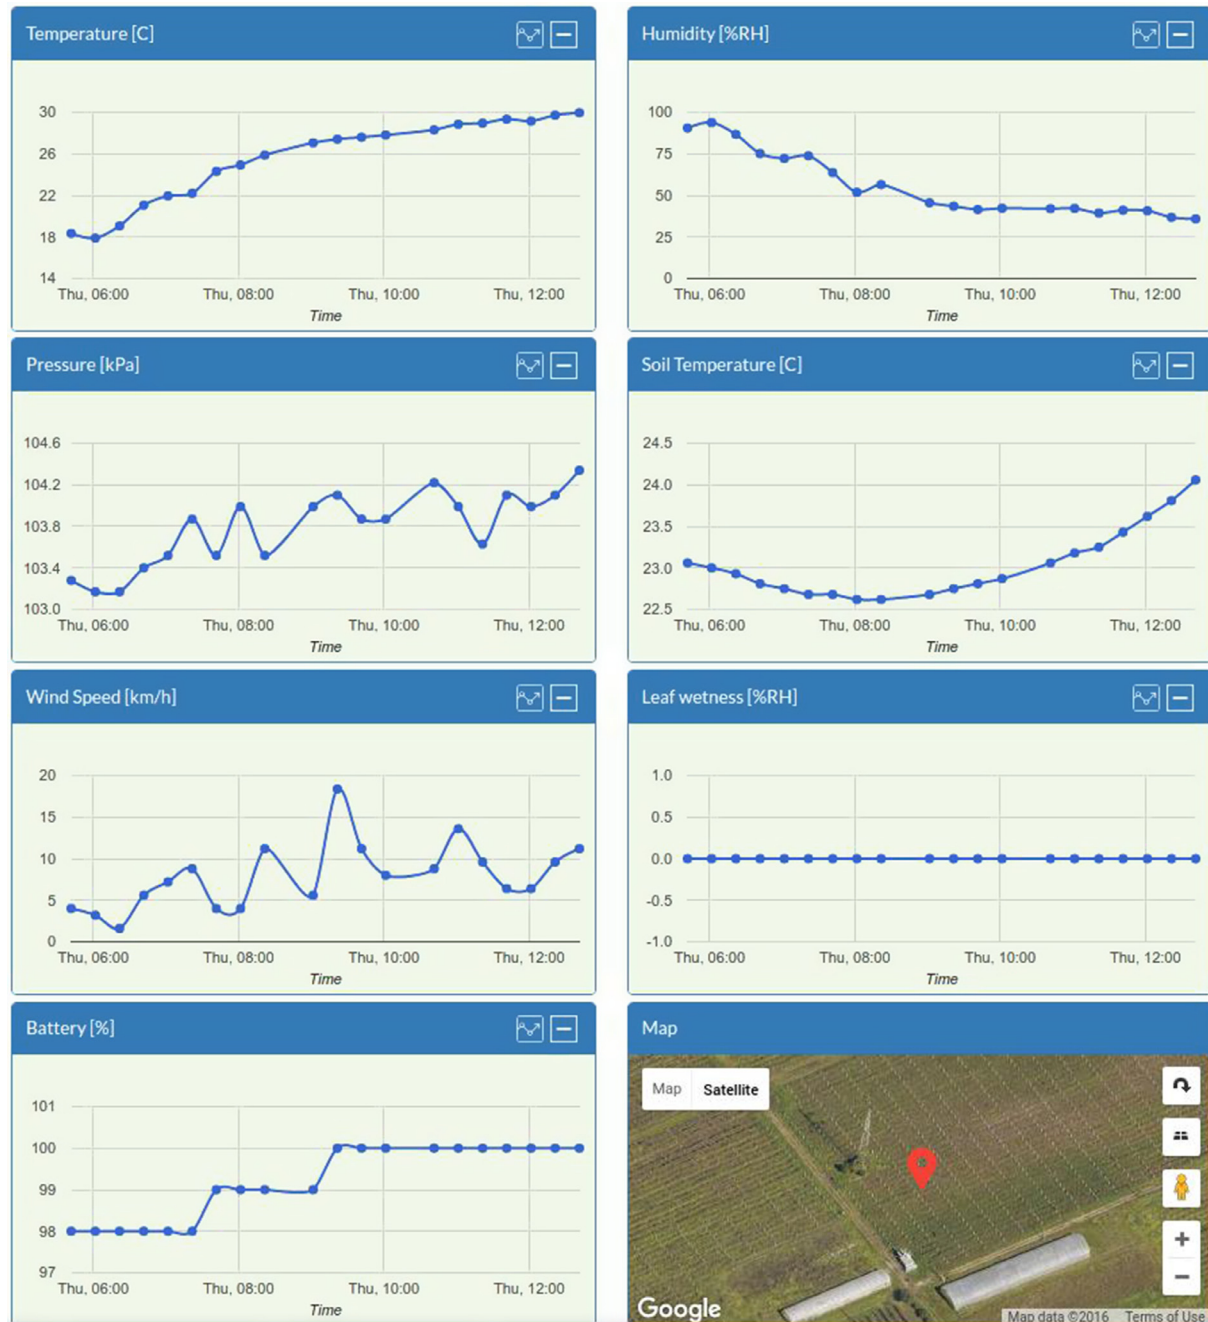 Temperature [C]
30
26
22
18
14
Thu, 06:00 Thu, 08:00 Thu, 10:00 Thu, 12:00
Time
Humidity [%RH]
100
75
50
25
0
Thu, 06:00 Thu, 08:00 Thu, 10:00 Thu, 12:00
Time
Pressure [kPa]
104.6
104.2
103.8
103.4
103.0
Thu, 06:00 Thu, 08:00 Thu, 10:00 Thu, 12:00
Time
Soil Temperature [C]
24.5
24.0
23.5
23.0
22.5
Thu, 06:00 Thu, 08:00 Thu, 10:00 Thu, 12:00
Time
Wind Speed [km/h]
20
15
10
5
0
Thu, 06:00 Thu, 08:00 Thu, 10:00 Thu, 12:00
Time
Leaf wetness [%RH]
1.0
0.5
0.0
-0.5
-1.0
Thu, 06:00 Thu, 08:00 Thu, 10:00 Thu, 12:00
Time
Battery [%]
101
100
99
98
97
Thu, 06:00 Thu, 08:00 Thu, 10:00 Thu, 12:00
Time
Map
Map Satellite
Google
Map data ©2016 Terms of Use